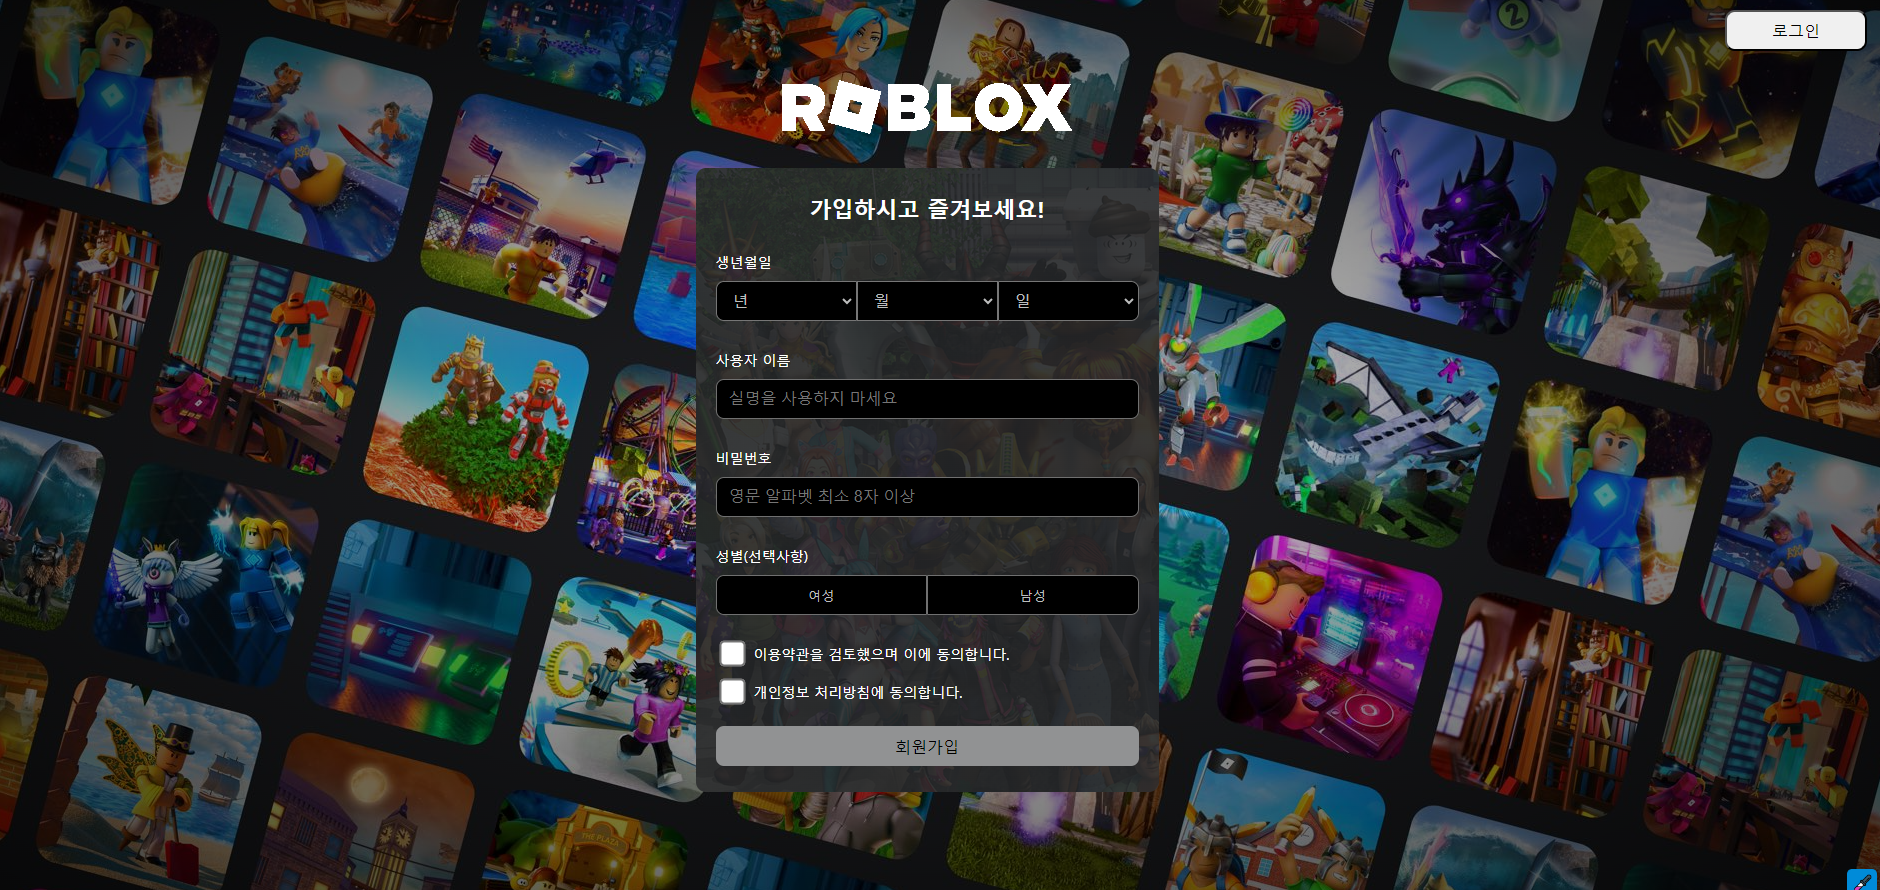 로그인
ROBLOX
가입하시고 즐겨보세요!
생년월일
년 월 일
사용자 이름
실명을 사용하지 마세요
비밀번호
영문 알파벳 최소 8자 이상
성별(선택사항)
여성 남성
이용약관을 검토했으며 이에 동의합니다.
개인정보 처리방침에 동의합니다.
회원가입
2
THE PLAZA